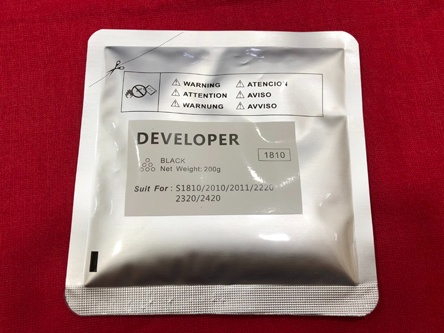 WARNING ATENCION
ATTENTION AVISO
WARNUNG AVVISO
DEVELOPER
1810
BLACK
Net Weight: 200g
Suit For: S1810/2010/2011/2220
2320/2420